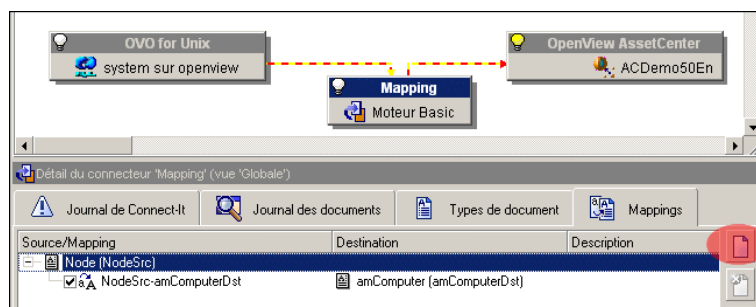 OVO for Unix
system sur openview
OpenView AssetCenter
ACDemo50En
Mapping
Moteur Basic
Détail du connecteur 'Mapping' (vue 'Globale')
Journal de Connect-It Journal des documents Types de document Mappings
Source/Mapping Destination Description
Node (NodeSrc)
NodeSrc-amComputerDst amComputer (amComputerDst)